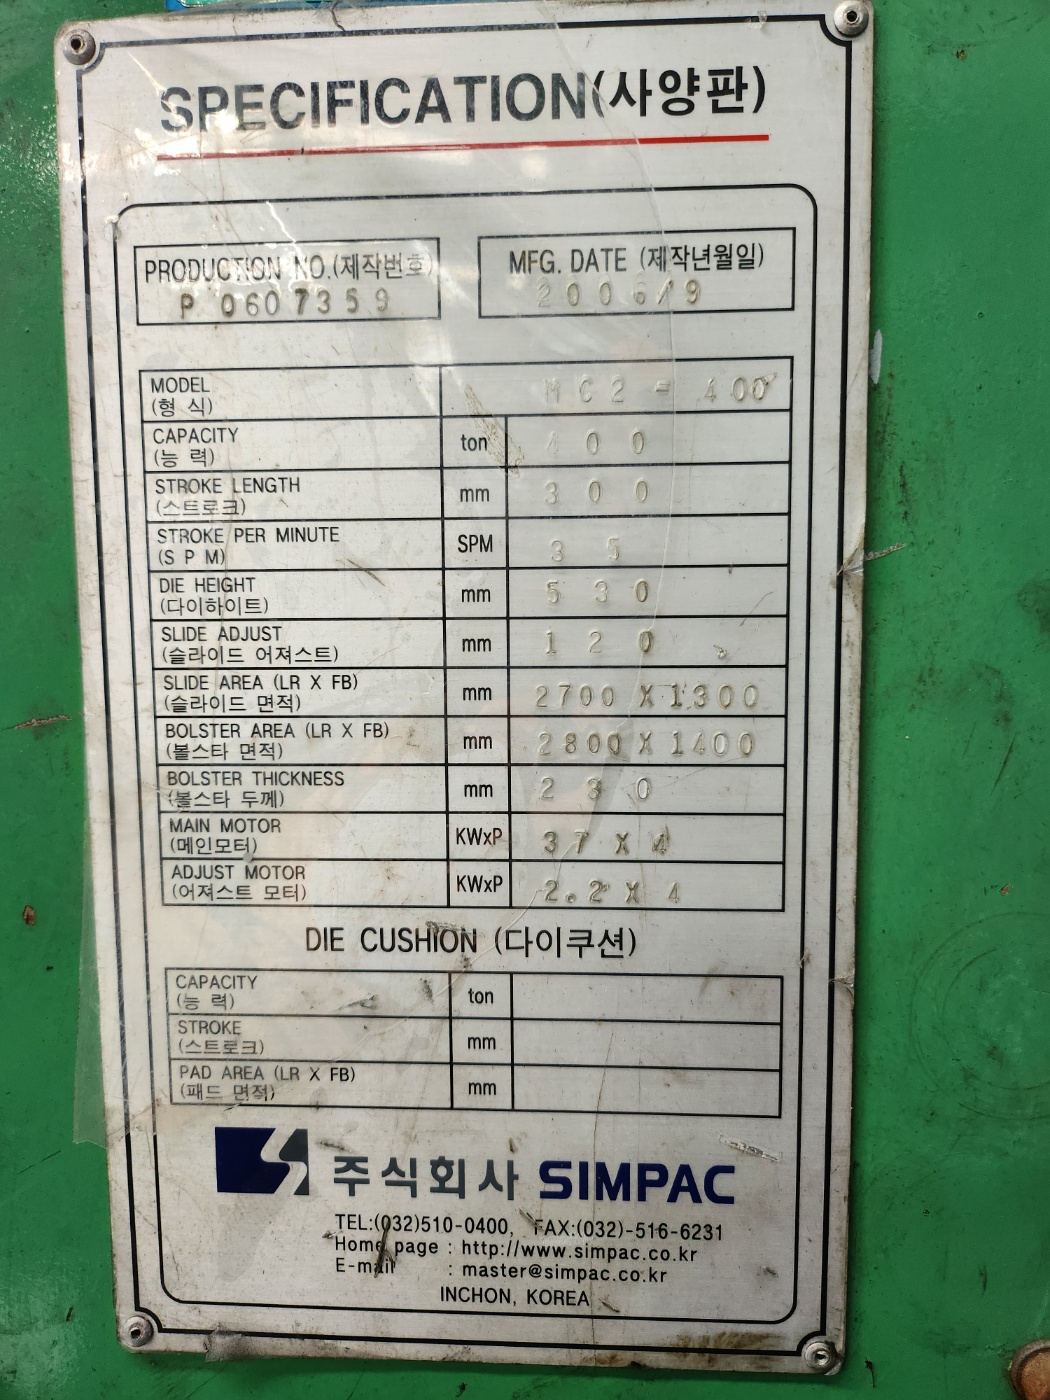 SPECIFICATION(사양판)
PRODUCTION NO.(제작번호)
P 0607359
MFG. DATE (제작년월일)
2006/9
MODEL
(형 식)
MC2 = 400
CAPACITY
(능 력)
ton
400
STROKE LENGTH
(스트로크)
mm
300
STROKE PER MINUTE
(S P M)
SPM
35
DIE HEIGHT
(다이하이트)
mm
530
SLIDE ADJUST
(슬라이드 어져스트)
mm
120
SLIDE AREA (LR X FB)
(슬라이드 면적)
mm
2700 X 1300
BOLSTER AREA (LR X FB)
(볼스타 면적)
mm
2800 X 1400
BOLSTER THICKNESS
(볼스타 두께)
mm
MAIN MOTOR
(메인모터)
KWxP
37 X 4
ADJUST MOTOR
(어져스트 모터)
KWxP
2.2 X 4
DIE CUSHION (다이쿠션)
CAPACITY
(능 력)
ton
STROKE
(스트로크)
mm
PAD AREA (LR X FB)
(패드 면적)
mm
주식회사 SIMPAC
TEL:(032)510-0400, FAX:(032)-516-6231
Home page : http://www.simpac.co.kr
E-mail : master@simpac.co.kr
INCHON, KOREA